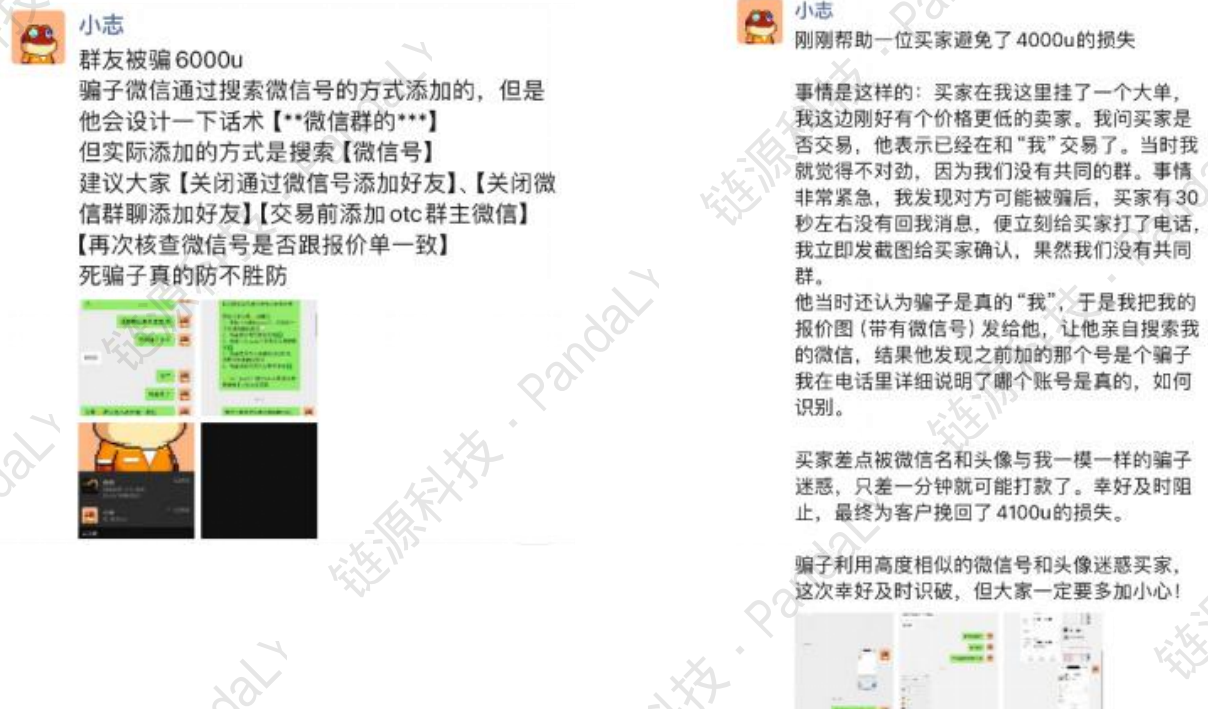 小志
群友被骗6000u
骗子微信通过搜索微信号的方式添加的，但是
他会设计一下话术【**微信群的***】
但实际添加的方式是搜索【微信号】
建议大家【关闭通过微信号添加好友】、【关闭微
信群聊添加好友】【交易前添加otc群主微信】
【再次核查微信号是否跟报价单一致】
死骗子真的防不胜防
小志
刚刚帮助一位买家避免了4000u的损失
事情是这样的：买家在我这里挂了一个大单，
我这边刚好有个价格更低的卖家。我问买家是
否交易，他表示已经在和“我”交易了。当时我
就觉得不对劲，因为我们没有共同的群。事情
非常紧急，我发现对方可能被骗后，买家有30
秒左右没有回我消息，便立刻给买家打了电话，
我立即发截图给买家确认，果然我们没有共同
群。
他当时还认为骗子是真的“我”，于是我把我的
报价图（带有微信号）发给他，让他亲自搜索我
的微信，结果他发现之前加的那个号是个骗子
我在电话里详细说明了哪个账号是真的，如何
识别。
买家差点被微信名和头像与我一模一样的骗子
迷惑，只差一分钟就可能打款了。幸好及时阻
止，最终为客户挽回了4100u的损失。
骗子利用高度相似的微信号和头像迷惑买家，
这次幸好及时识破，但大家一定要多加小心！
链源科技·PandaLy